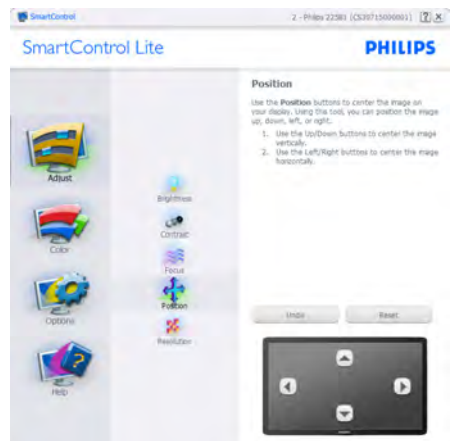 SmartControl
2 - Philips 225B1 (CS39715000001)
SmartControl Lite
PHILIPS
Position
Use the Position buttons to center the image on
your display. Using this tool, you can position the image
up, down, left, or right.
1. Use the Up/Down buttons to center the image
vertically.
2. Use the Left/Right buttons to center the image
horizontally.
Adjust
Color
Options
Help
Brightness
Contrast
Focus
Position
Resolution
Undo
Reset